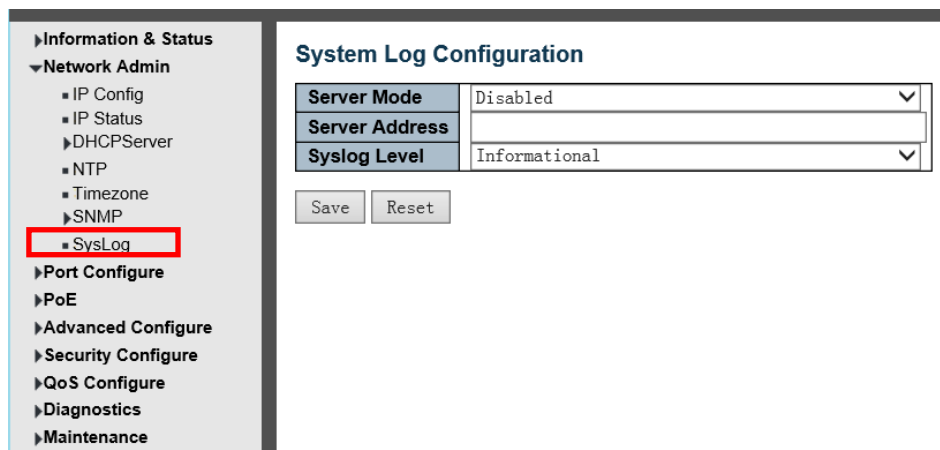 Information & Status
Network Admin
IP Config
IP Status
DHCPServer
NTP
Timezone
SNMP
SysLog
Port Configure
PoE
Advanced Configure
Security Configure
QoS Configure
Diagnostics
Maintenance
System Log Configuration
Server Mode Disabled
Server Address
Syslog Level Informational
Save Reset